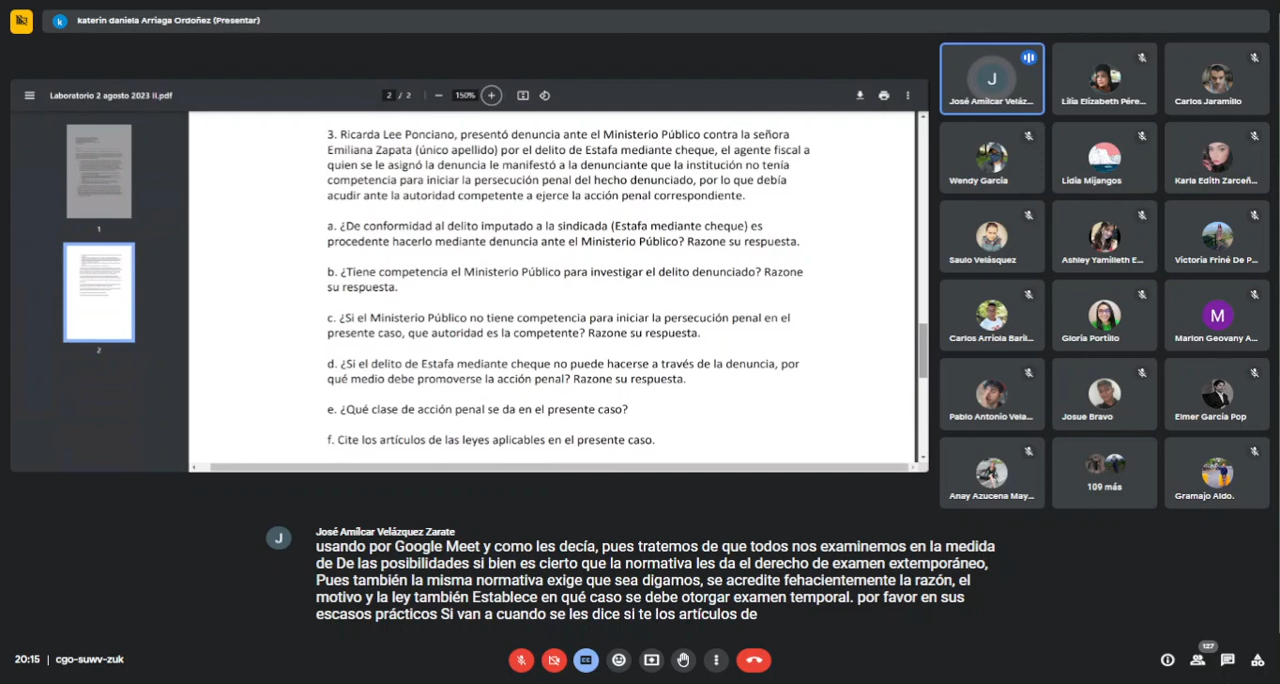 katerin daniela Arriaga Ordoñez (Presentar)
Laboratorio 2 agosto 2023 II.pdf
2 / 2
150%
1
2
3. Ricarda Lee Ponciano, presentó denuncia ante el Ministerio Público contra la señora
Emiliana Zapata (único apellido) por el delito de Estafa mediante cheque, el agente fiscal a
quien se le asignó la denuncia le manifestó a la denunciante que la institución no tenía
competencia para iniciar la persecución penal del hecho denunciado, por lo que debía
acudir ante la autoridad competente a ejerce la acción penal correspondiente.
a. ¿De conformidad al delito imputado a la sindicada (Estafa mediante cheque) es
procedente hacerlo mediante denuncia ante el Ministerio Público? Razone su respuesta.
b. ¿Tiene competencia el Ministerio Público para investigar el delito denunciado? Razone
su respuesta.
c. ¿Si el Ministerio Público no tiene competencia para iniciar la persecución penal en el
presente caso, que autoridad es la competente? Razone su respuesta.
d. ¿Si el delito de Estafa mediante cheque no puede hacerse a través de la denuncia, por
qué medio debe promoverse la acción penal? Razone su respuesta.
e. ¿Qué clase de acción penal se da en el presente caso?
f. Cite los artículos de las leyes aplicables en el presente caso.
J
José Amílcar Veláz...
Lilia Elizabeth Pére...
Carlos Jaramillo
Wendy García
Lidia Mijangos
Karla Edith Zarceñ...
Saulo Velásquez
Ashley Yamilleth E...
Victoria Friné De P...
Carlos Arriola Baril...
Gloria Portillo
M
Marlon Geovany A...
Pablo Antonio Vela...
Josue Bravo
Elmer García Pop
Anay Azucena May...
109 más
Gramajo Aldo.
J
José Amílcar Velázquez Zarate
usando por Google Meet y como les decía, pues tratemos de que todos nos examinemos en la medida
de De las posibilidades si bien es cierto que la normativa les da el derecho de examen extemporáneo,
Pues también la misma normativa exige que sea digamos, se acredite fehacientemente la razón, el
motivo y la ley también Establece en qué caso se debe otorgar examen temporal. por favor en sus
escasos prácticos Si van a cuando se les dice si te los artículos de
20:15 | cgo-suwv-zuk
127